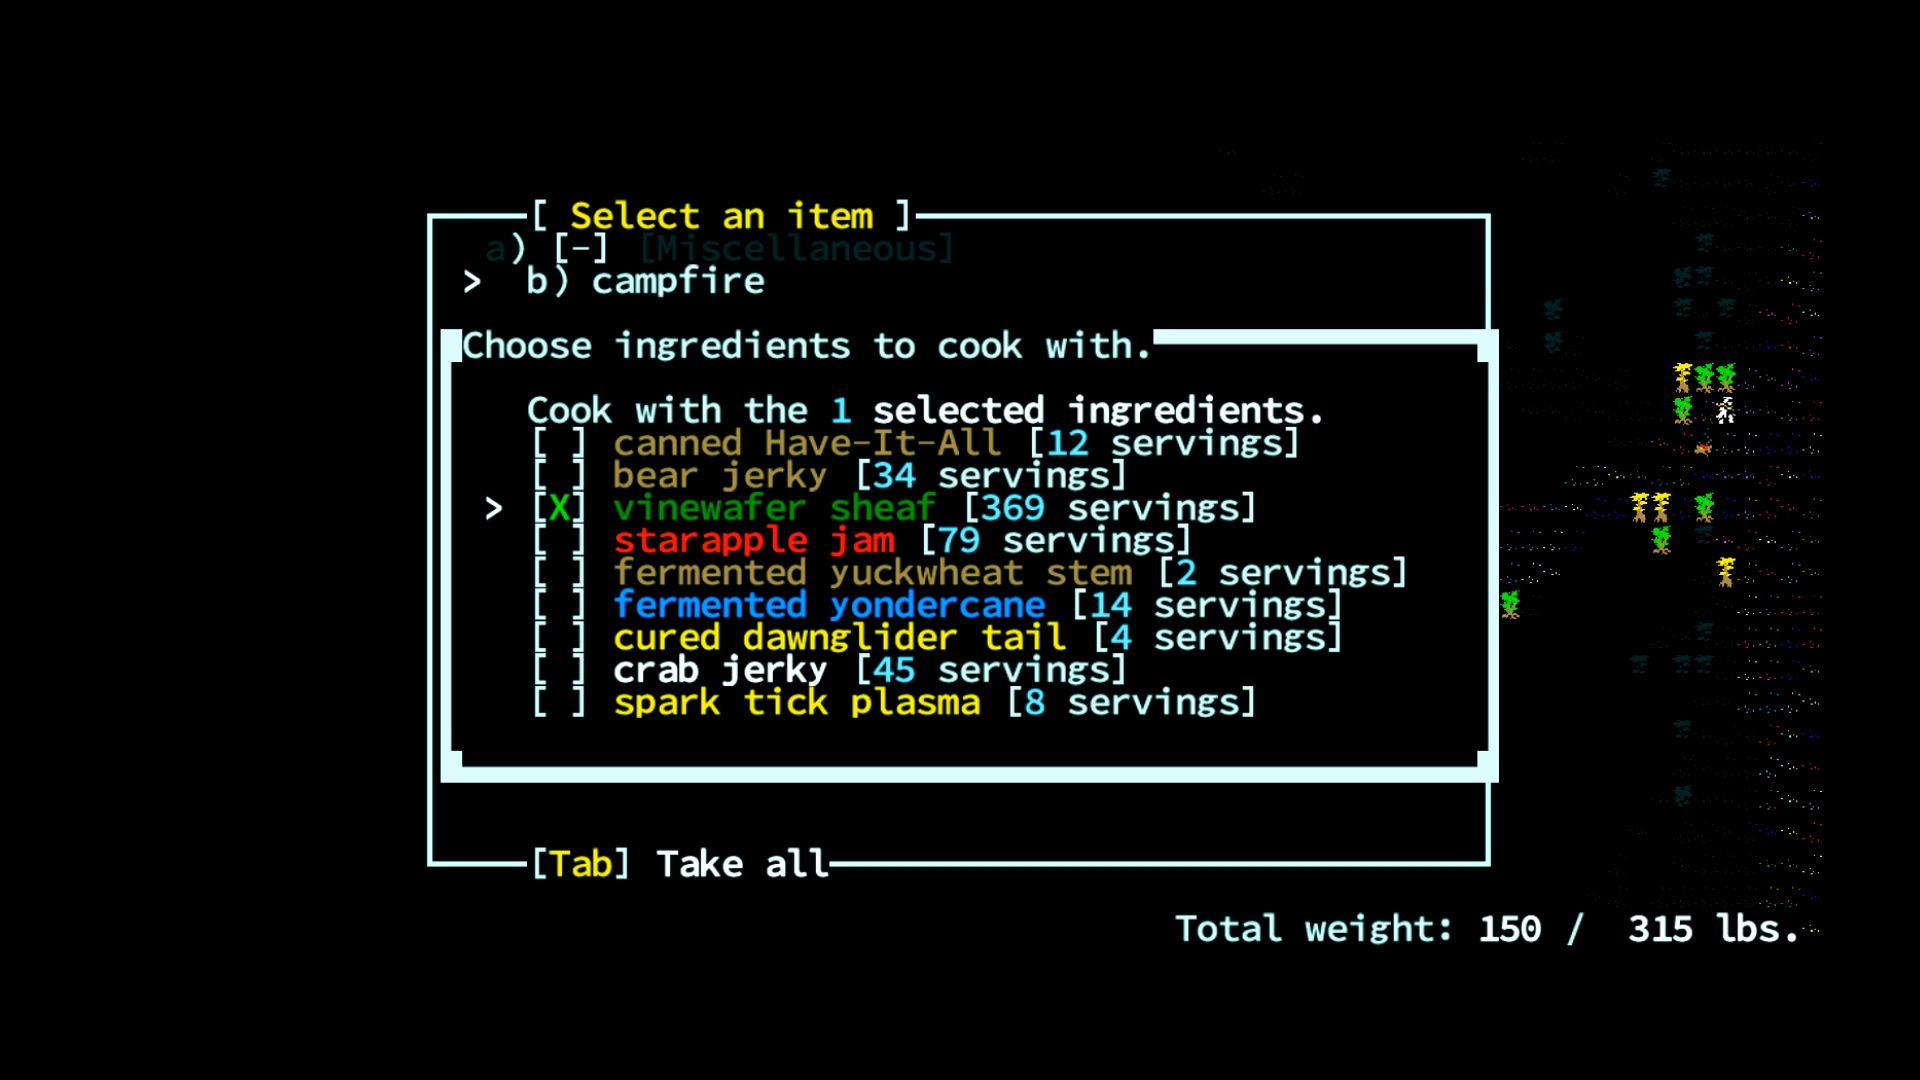 [ Select an item ]
a) [-] [Miscellaneous]
> b) campfire
Choose ingredients to cook with.
Cook with the 1 selected ingredients.
[ ] canned Have-It-All [12 servings]
[ ] bear jerky [34 servings]
> [X] vinewafer sheaf [369 servings]
[ ] starapple jam [79 servings]
[ ] fermented yuckwheat stem [2 servings]
[ ] fermented yondercane [14 servings]
[ ] cured dawnglider tail [4 servings]
[ ] crab jerky [45 servings]
[ ] spark tick plasma [8 servings]
[Tab] Take all
Total weight: 150 / 315 lbs.